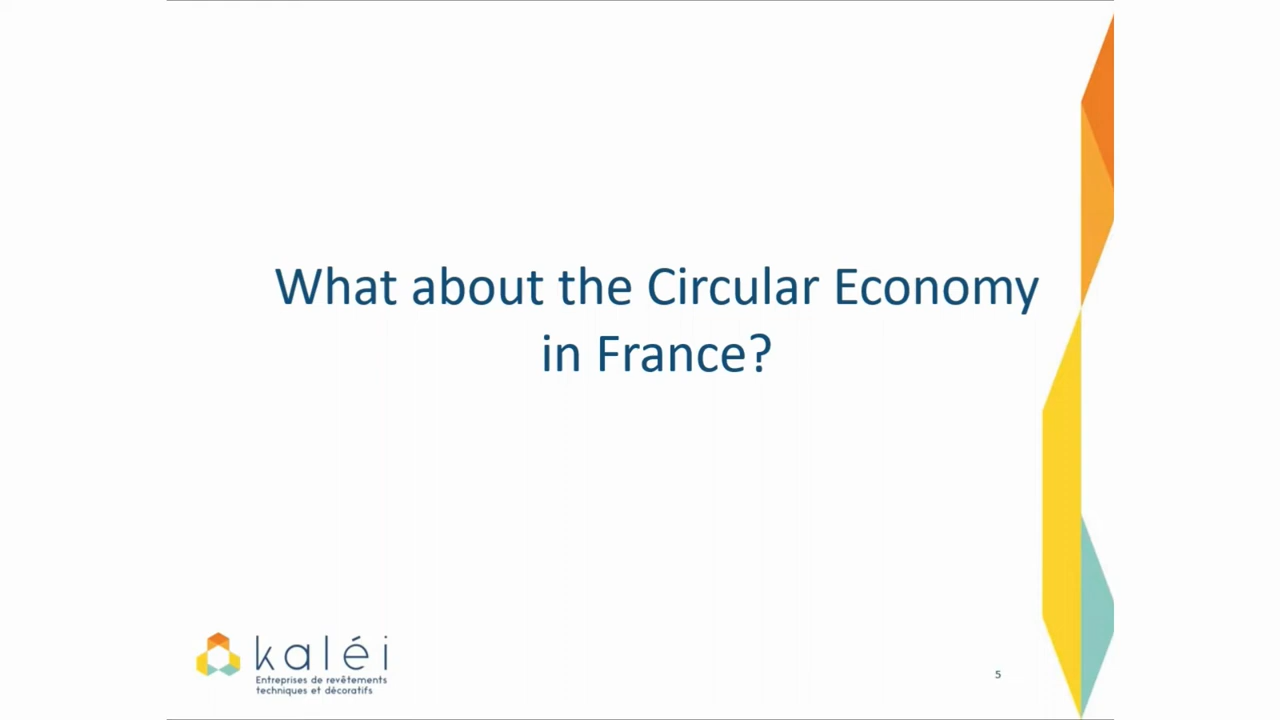 What about the Circular Economy
in France?
kaléi
Entreprises de revêtements
techniques et décoratifs
5